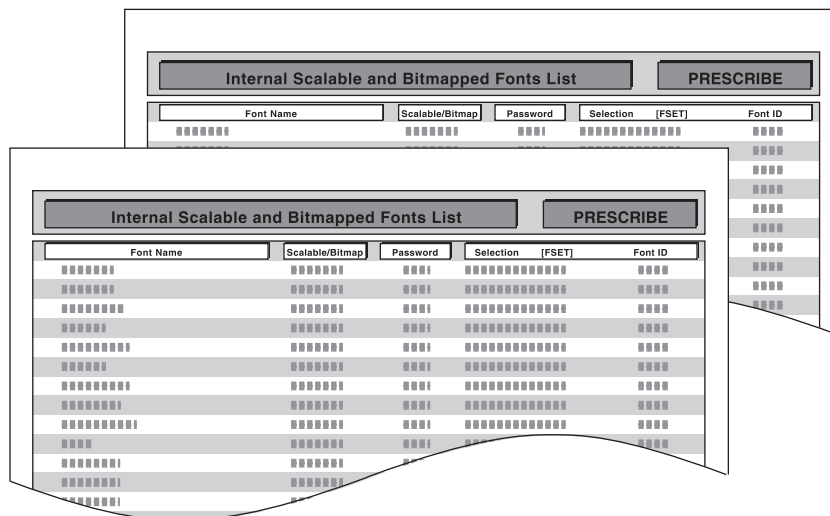 Internal Scalable and Bitmapped Fonts List PRESCRIBE
Font Name Scalable/Bitmap Password Selection [FSET] Font ID
Internal Scalable and Bitmapped Fonts List PRESCRIBE
Font Name Scalable/Bitmap Password Selection [FSET] Font ID